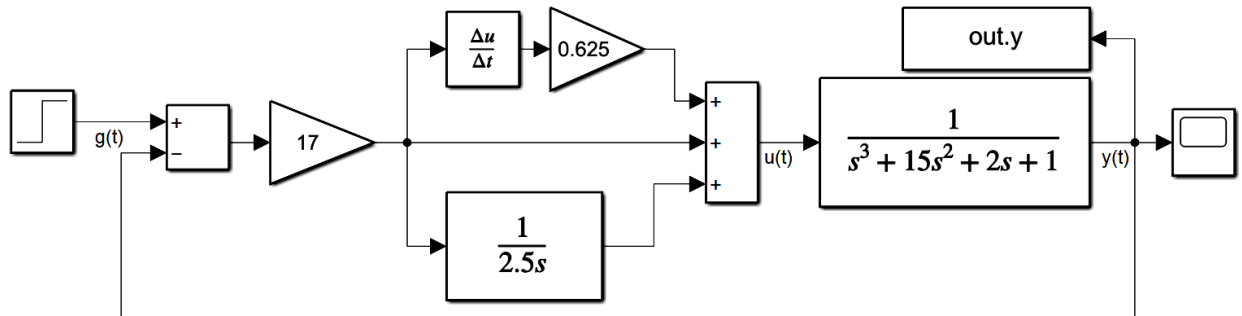 Δu
Δt
0.625
out.y
g(t)
+
−
17
+
+
+
u(t)
1
s³ + 15s² + 2s + 1
y(t)
1
2.5s